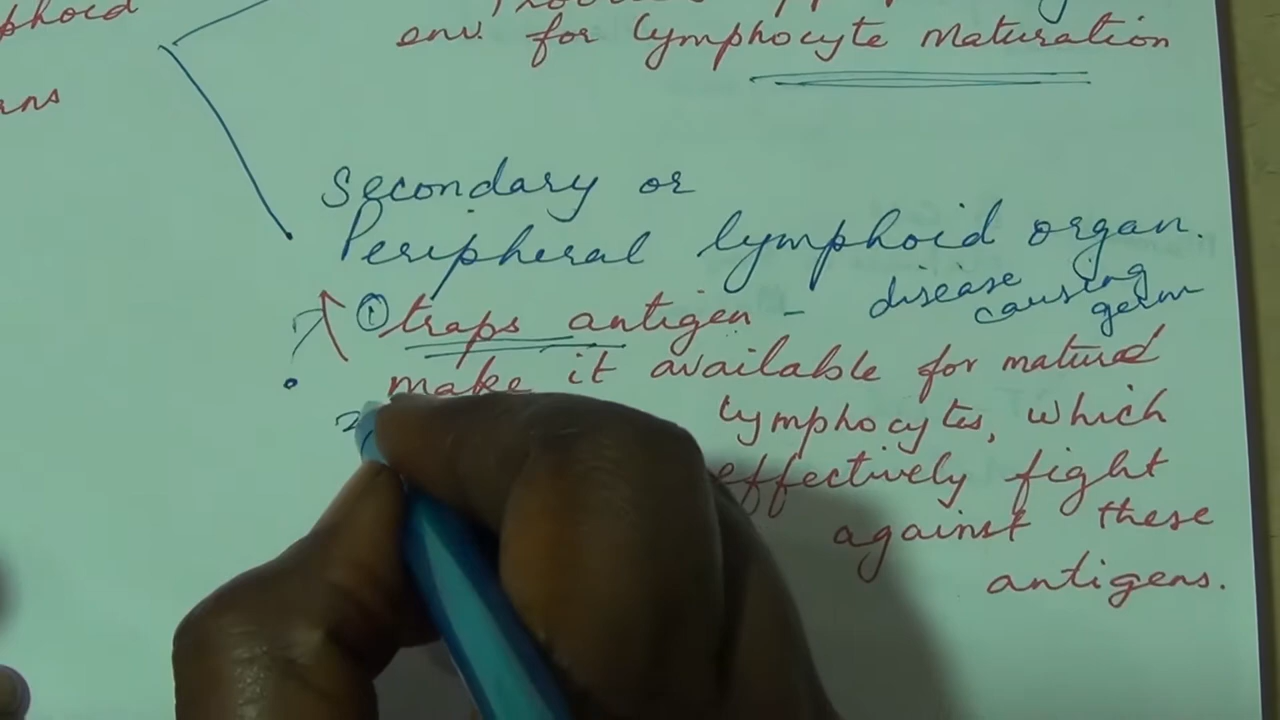 phoid
env. for lymphocyte maturation
ans
Secondary or
Peripheral lymphoid organ.
① traps antigen - disease causing germ
make it available for matured
2
lymphocytes, which
effectively fight
against these
antigens.